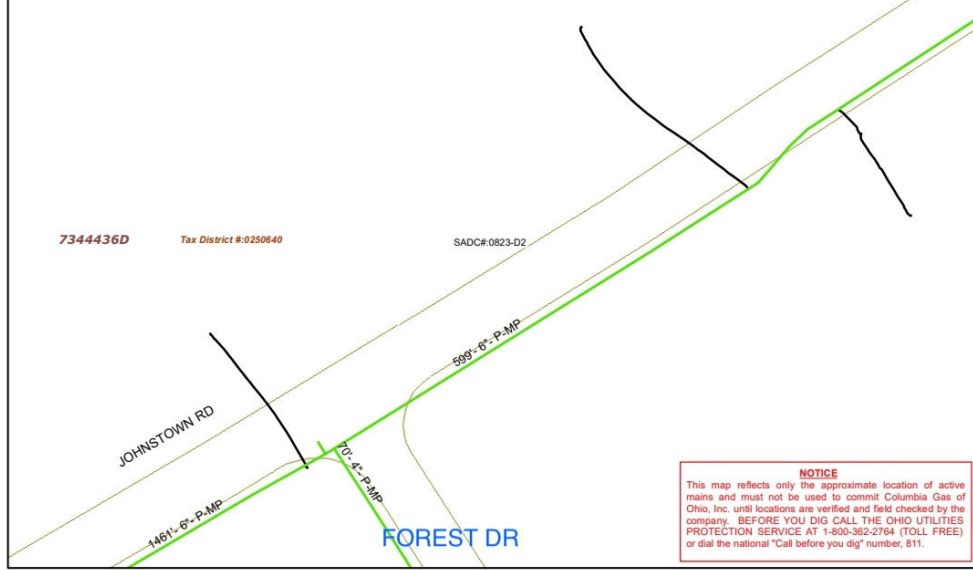 7344436D
Tax District #:0250640
SADC#:0823-D2
599'- 6"- P-MP
JOHNSTOWN RD
70'- 4"- P-MP
1461'- 6"- P-MP
FOREST DR
NOTICE
This map reflects only the approximate location of active
mains and must not be used to commit Columbia Gas of
Ohio, Inc. until locations are verified and field checked by the
company. BEFORE YOU DIG CALL THE OHIO UTILITIES
PROTECTION SERVICE AT 1-800-362-2764 (TOLL FREE)
or dial the national "Call before you dig" number, 811.